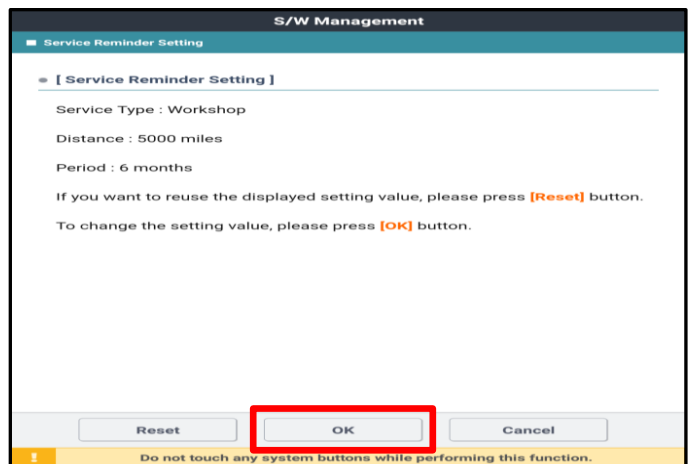 S/W Management
Service Reminder Setting
[ Service Reminder Setting ]
Service Type : Workshop
Distance : 5000 miles
Period : 6 months
If you want to reuse the displayed setting value, please press [Reset] button.
To change the setting value, please press [OK] button.
Reset OK Cancel
! Do not touch any system buttons while performing this function.